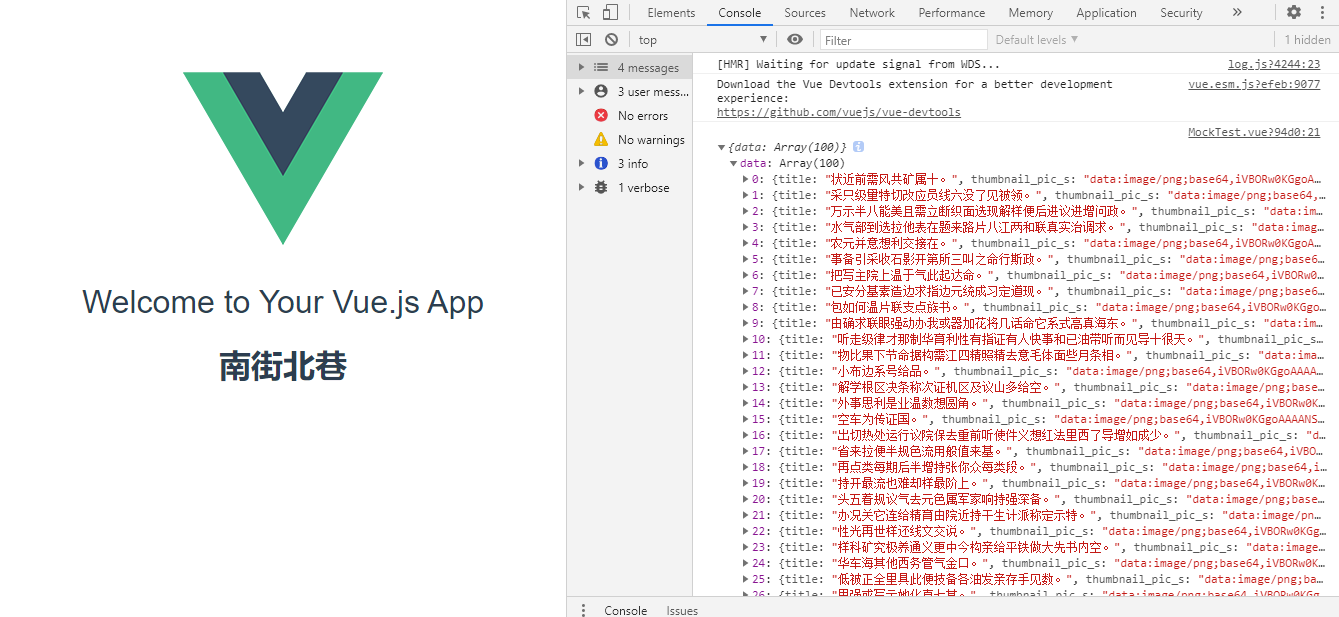 Welcome to Your Vue.js App
南街北巷
Elements Console Sources Network Performance Memory Application Security »
top Filter Default levels 1 hidden
4 messages
3 user mess...
No errors
No warnings
3 info
1 verbose
[HMR] Waiting for update signal from WDS... log.js?4244:23
Download the Vue Devtools extension for a better development vue.esm.js?efeb:9077
experience:
https://github.com/vuejs/vue-devtools
MockTest.vue?94d0:21
{data: Array(100)}
data: Array(100)
0: {title: "状近前需风共矿属十。", thumbnail_pic_s: "data:image/png;base64,iVBORw0KGgoA…
1: {title: "采只级量特切改应员线六没了见被领。", thumbnail_pic_s: "data:image/png;base64,…
2: {title: "万示半八能美且需立断织面选现解样便后进议进增问政。", thumbnail_pic_s: "data:im…
3: {title: "水气部到选拉他表在题来路片八江两和联真实治调求。", thumbnail_pic_s: "data:imag…
4: {title: "农元并意想利交接在。", thumbnail_pic_s: "data:image/png;base64,iVBORw0KGgoA…
5: {title: "事备引采收石影开第所三叫之命行斯政。", thumbnail_pic_s: "data:image/png;base6…
6: {title: "把写主院上温于气此起达命。", thumbnail_pic_s: "data:image/png;base64,iVBORw0…
7: {title: "已安分基素造边求指边元统成习定道现。", thumbnail_pic_s: "data:image/png;base6…
8: {title: "包如何温片联支点族书。", thumbnail_pic_s: "data:image/png;base64,iVBORw0KGgo…
9: {title: "由确求联眼强动办我或器加花将几话命它系式高真海东。", thumbnail_pic_s: "data:im…
10: {title: "听走级律才那制华育利性有指证有人快事和已油带听而见导十很天。", thumbnail_pic_s:…
11: {title: "物比果下节命据构需江四精照精去意毛体面些月条相。", thumbnail_pic_s: "data:ima…
12: {title: "小布边系号给品。", thumbnail_pic_s: "data:image/png;base64,iVBORw0KGgoAAAA…
13: {title: "解学根区决条称次证机区及议山多给空。", thumbnail_pic_s: "data:image/png;base…
14: {title: "外事思利是业温数想圆角。", thumbnail_pic_s: "data:image/png;base64,iVBORw0K…
15: {title: "空车为传证国。", thumbnail_pic_s: "data:image/png;base64,iVBORw0KGgoAAAANS…
16: {title: "出切热处运行议院保去重前听使件义想红法里西了导增如成少。", thumbnail_pic_s: "d…
17: {title: "省来拉便半规色流用般值来基。", thumbnail_pic_s: "data:image/png;base64,iVBO…
18: {title: "再点类每期后半增持张你众每类段。", thumbnail_pic_s: "data:image/png;base64,i…
19: {title: "持开最流也难却样最阶上。", thumbnail_pic_s: "data:image/png;base64,iVBORw0K…
20: {title: "头五着规议气去元色属军家响持强深备。", thumbnail_pic_s: "data:image/png;base…
21: {title: "办况关它连给精育由院近持干生计派称定示特。", thumbnail_pic_s: "data:image/pn…
22: {title: "性光再世样还线文交说。", thumbnail_pic_s: "data:image/png;base64,iVBORw0KGg…
23: {title: "样科矿究极养通义更中今构亲给平铁做大先书内空。", thumbnail_pic_s: "data:image…
24: {title: "华车海其他西务管气金口。", thumbnail_pic_s: "data:image/png;base64,iVBORw0K…
25: {title: "低被正全里具此便技备各油发亲存手见数。", thumbnail_pic_s: "data:image/png;ba…
Console Issues